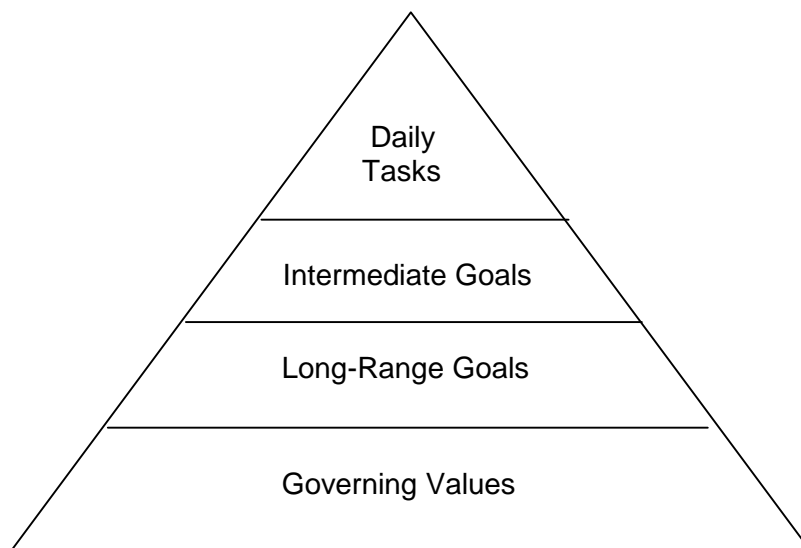 Daily
Tasks
Intermediate Goals
Long-Range Goals
Governing Values